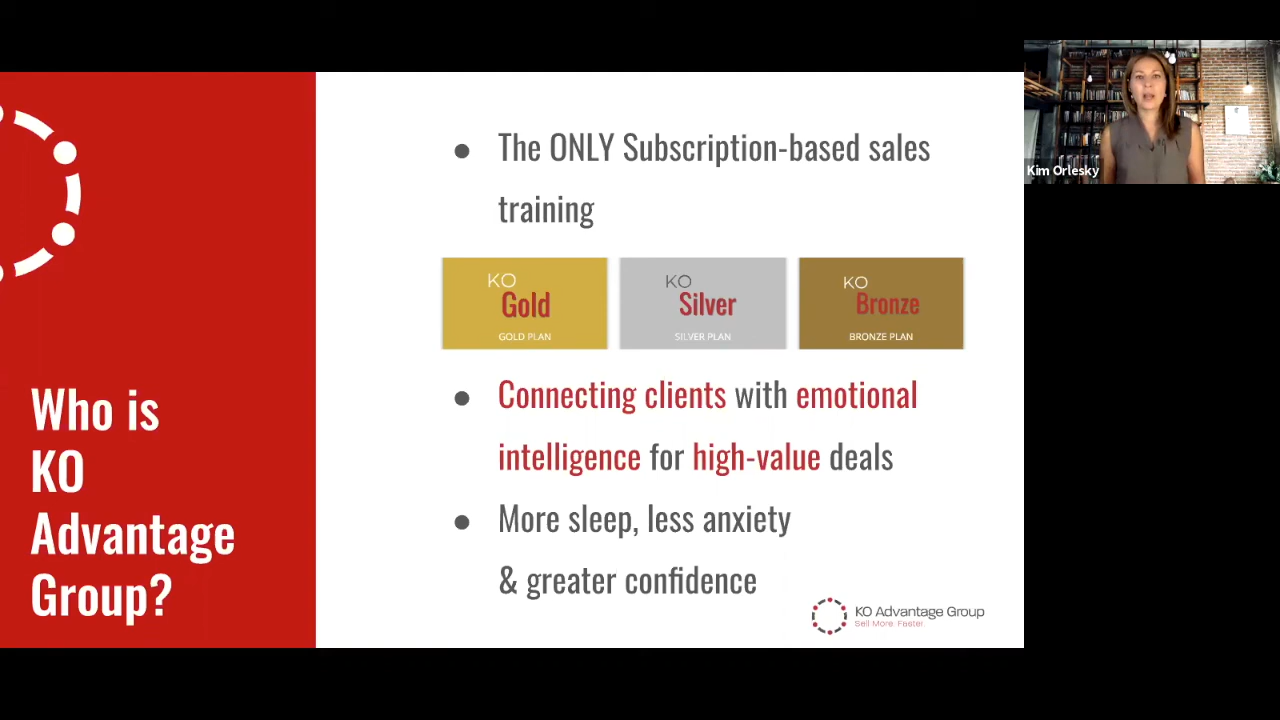 Who is
KO
Advantage
Group?
The ONLY Subscription-based sales
training
KO
Gold
GOLD PLAN
KO
Silver
SILVER PLAN
KO
Bronze
BRONZE PLAN
Connecting clients with emotional
intelligence for high-value deals
More sleep, less anxiety
& greater confidence
KO Advantage Group
Sell More. Faster.
Kim Orlesky